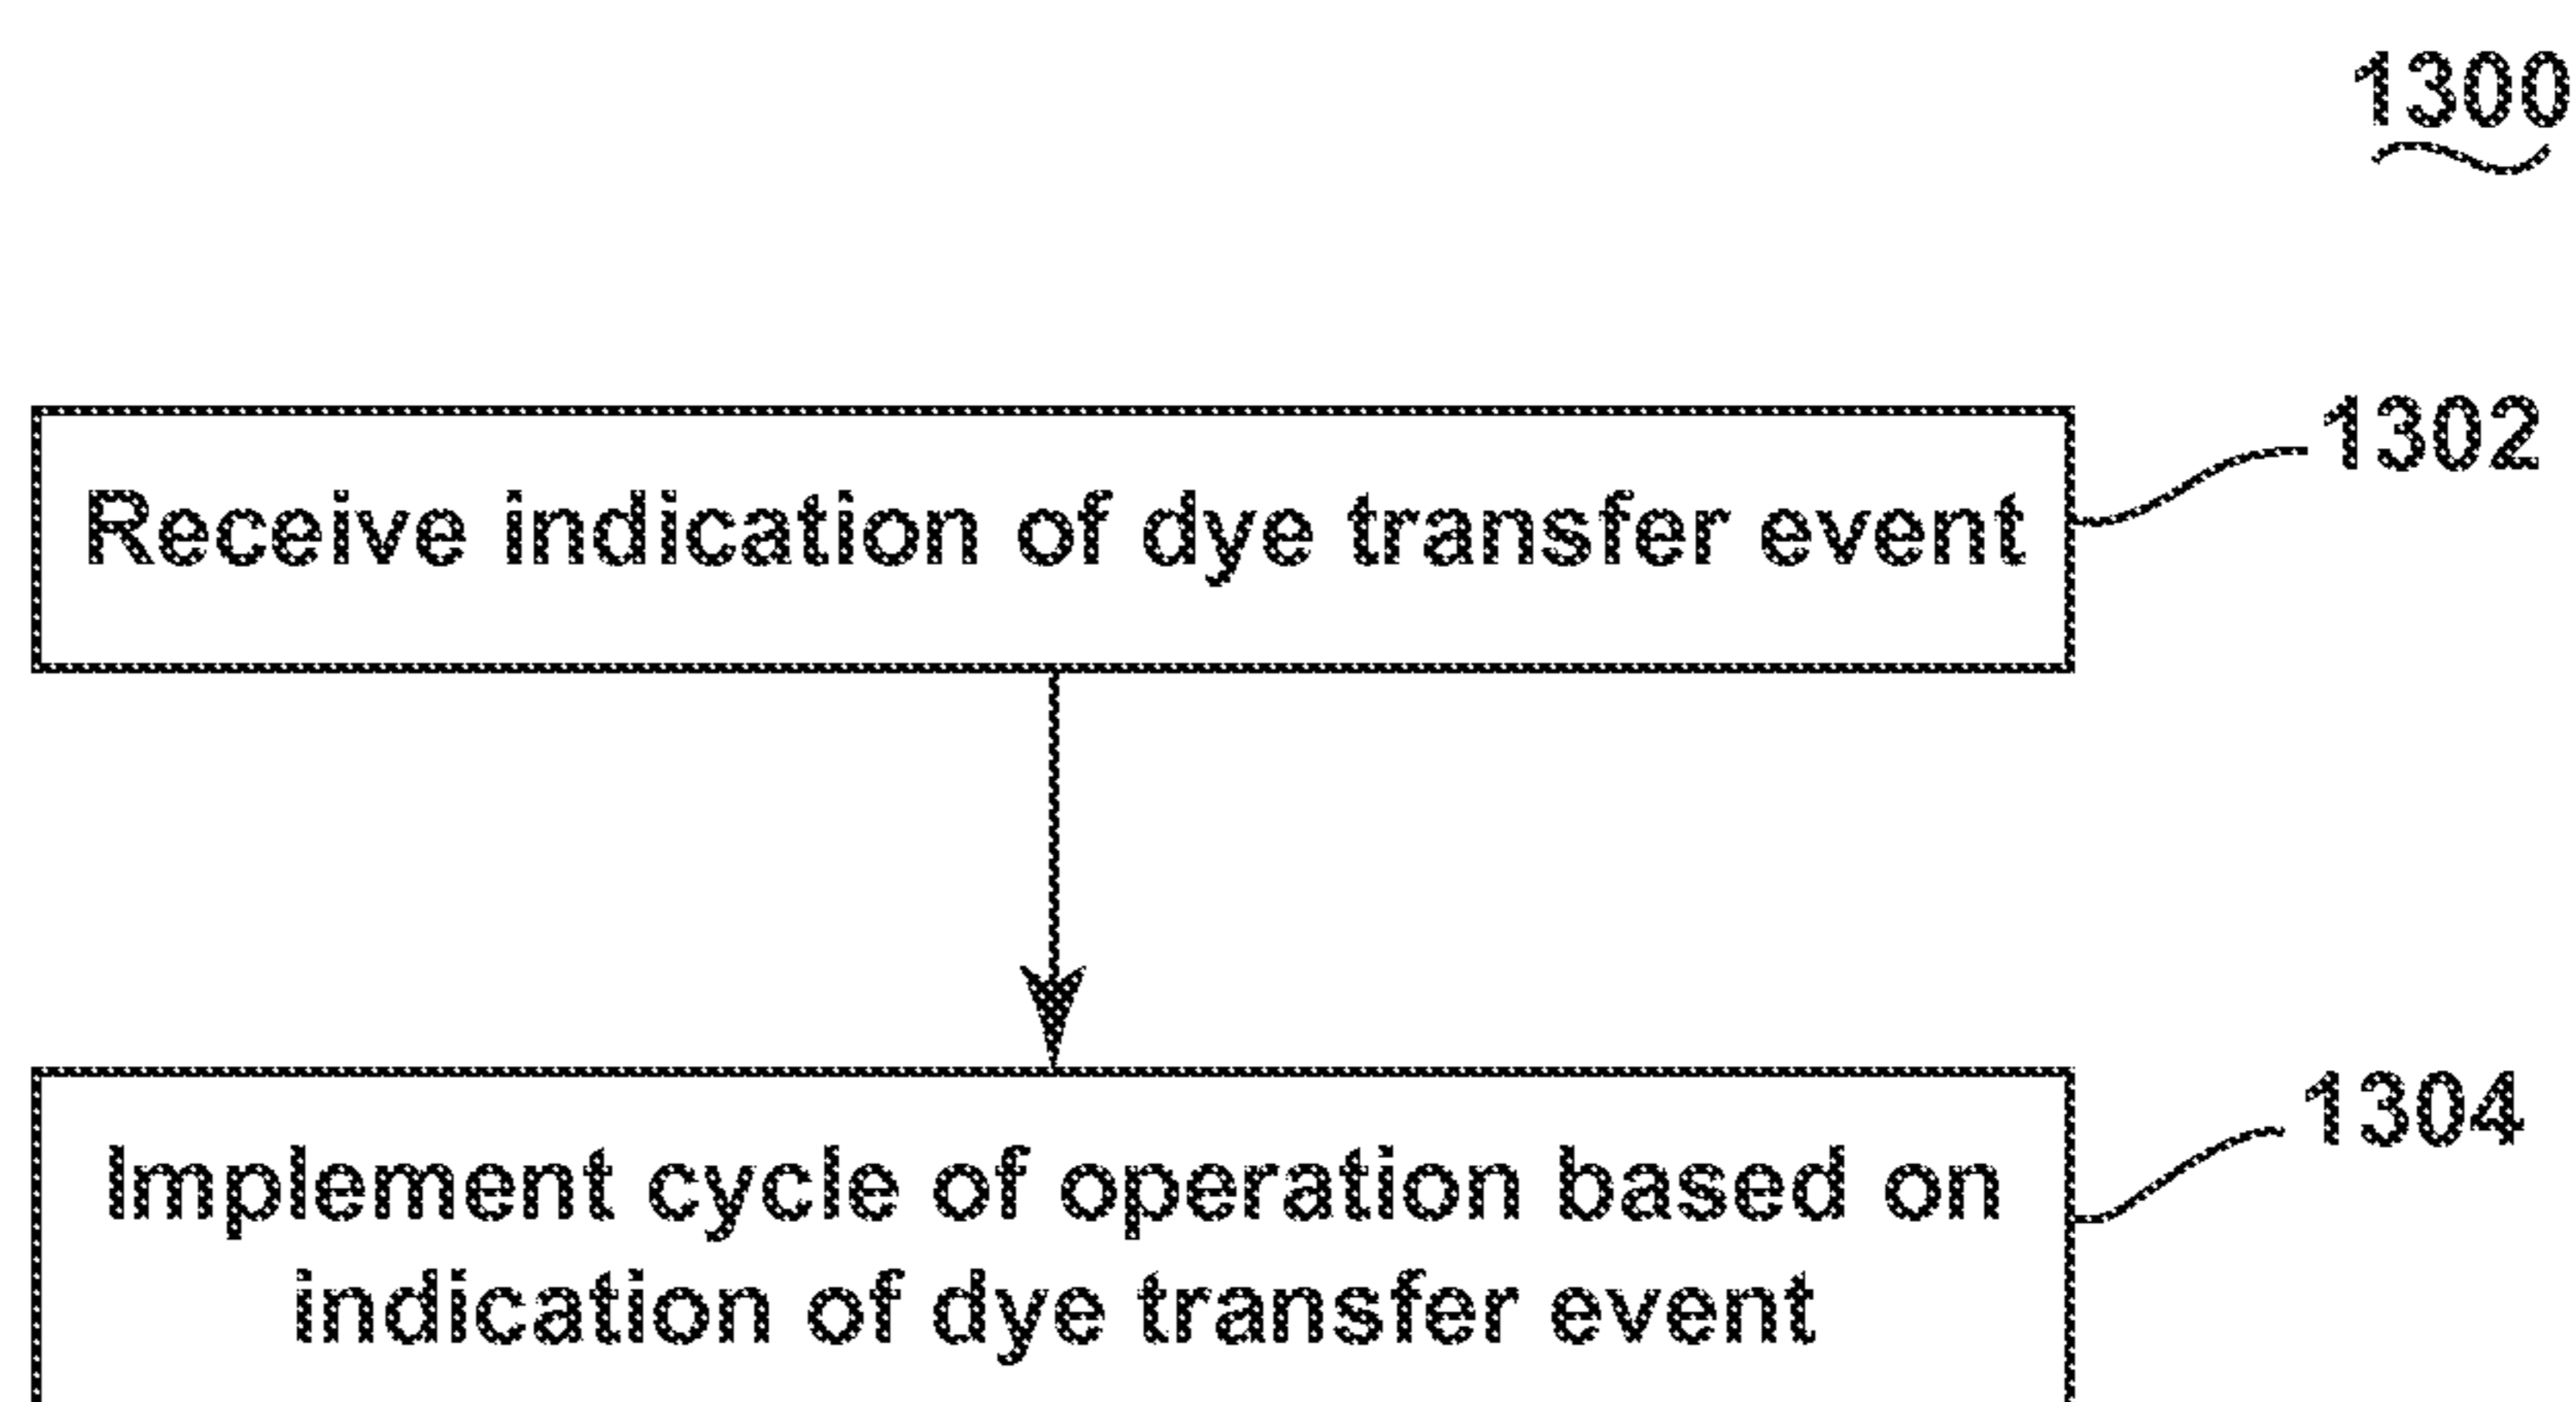 1300
Receive indication of dye transfer event
1302
Implement cycle of operation based on
indication of dye transfer event
1304